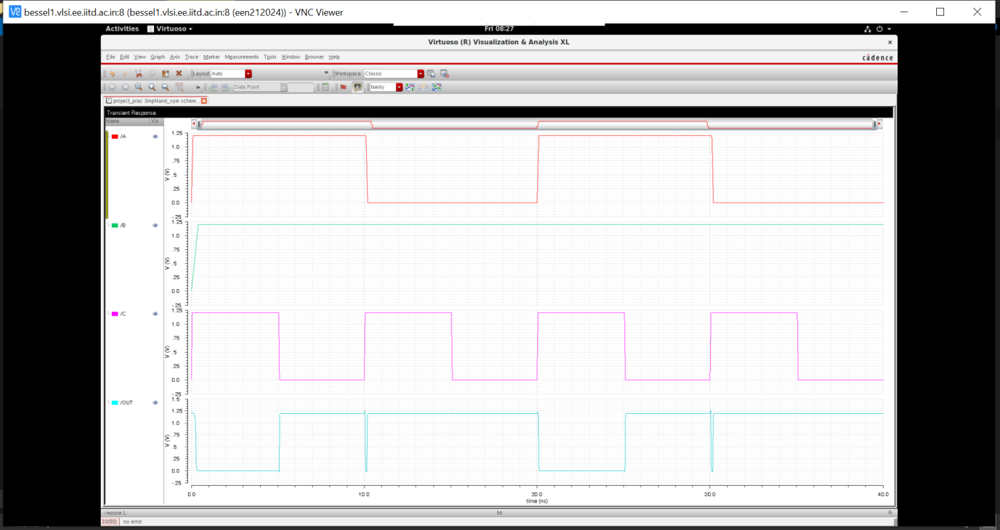 bessel1.vlsi.ee.iitd.ac.in:8 (bessel1.vlsi.ee.iitd.ac.in:8 (een212024)) - VNC Viewer
Activities Virtuoso
Fri 08:27
Virtuoso (R) Visualization & Analysis XL
File Edit View Graph Axis Trace Marker Measurements Tools Window Browser Help
cādence
Layout Auto
» Workspace: Classic
» Data Point
family
project_prac 3inpNand_sym schem...
Transient Response
Name Vis
/A
1.25
1.0
.75
.5
.25
0.0
-.25
V (V)
/B
1.25
1.0
.75
.5
.25
0.0
-.25
V (V)
/C
1.25
1.0
.75
.5
.25
0.0
-.25
V (V)
/OUT
1.5
1.25
1.0
.75
.5
.25
0.0
-.25
V (V)
0.0 10.0 20.0 30.0 40.0
time (ns)
mouse L: M: R:
33(50) no error